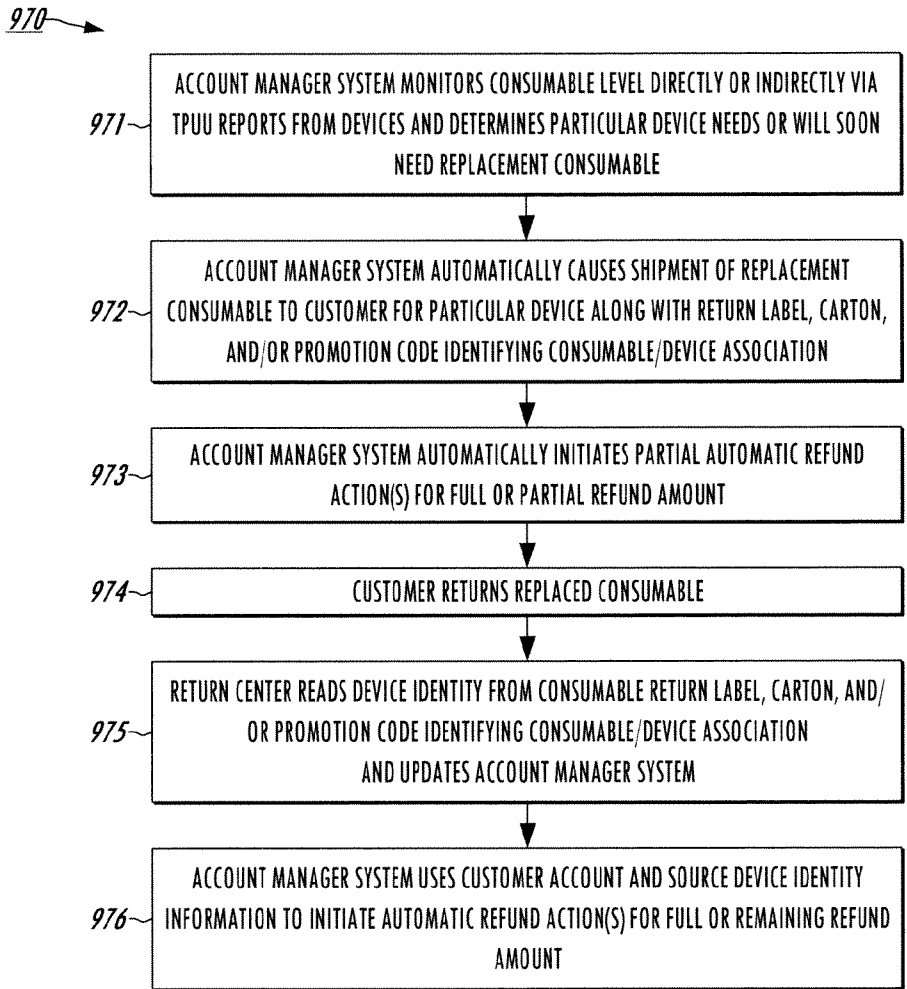 970
971
ACCOUNT MANAGER SYSTEM MONITORS CONSUMABLE LEVEL DIRECTLY OR INDIRECTLY VIA
TPUU REPORTS FROM DEVICES AND DETERMINES PARTICULAR DEVICE NEEDS OR WILL SOON
NEED REPLACEMENT CONSUMABLE
972
ACCOUNT MANAGER SYSTEM AUTOMATICALLY CAUSES SHIPMENT OF REPLACEMENT
CONSUMABLE TO CUSTOMER FOR PARTICULAR DEVICE ALONG WITH RETURN LABEL, CARTON,
AND/OR PROMOTION CODE IDENTIFYING CONSUMABLE/DEVICE ASSOCIATION
973
ACCOUNT MANAGER SYSTEM AUTOMATICALLY INITIATES PARTIAL AUTOMATIC REFUND
ACTION(S) FOR FULL OR PARTIAL REFUND AMOUNT
974
CUSTOMER RETURNS REPLACED CONSUMABLE
975
RETURN CENTER READS DEVICE IDENTITY FROM CONSUMABLE RETURN LABEL, CARTON, AND/
OR PROMOTION CODE IDENTIFYING CONSUMABLE/DEVICE ASSOCIATION
AND UPDATES ACCOUNT MANAGER SYSTEM
976
ACCOUNT MANAGER SYSTEM USES CUSTOMER ACCOUNT AND SOURCE DEVICE IDENTITY
INFORMATION TO INITIATE AUTOMATIC REFUND ACTION(S) FOR FULL OR REMAINING REFUND
AMOUNT